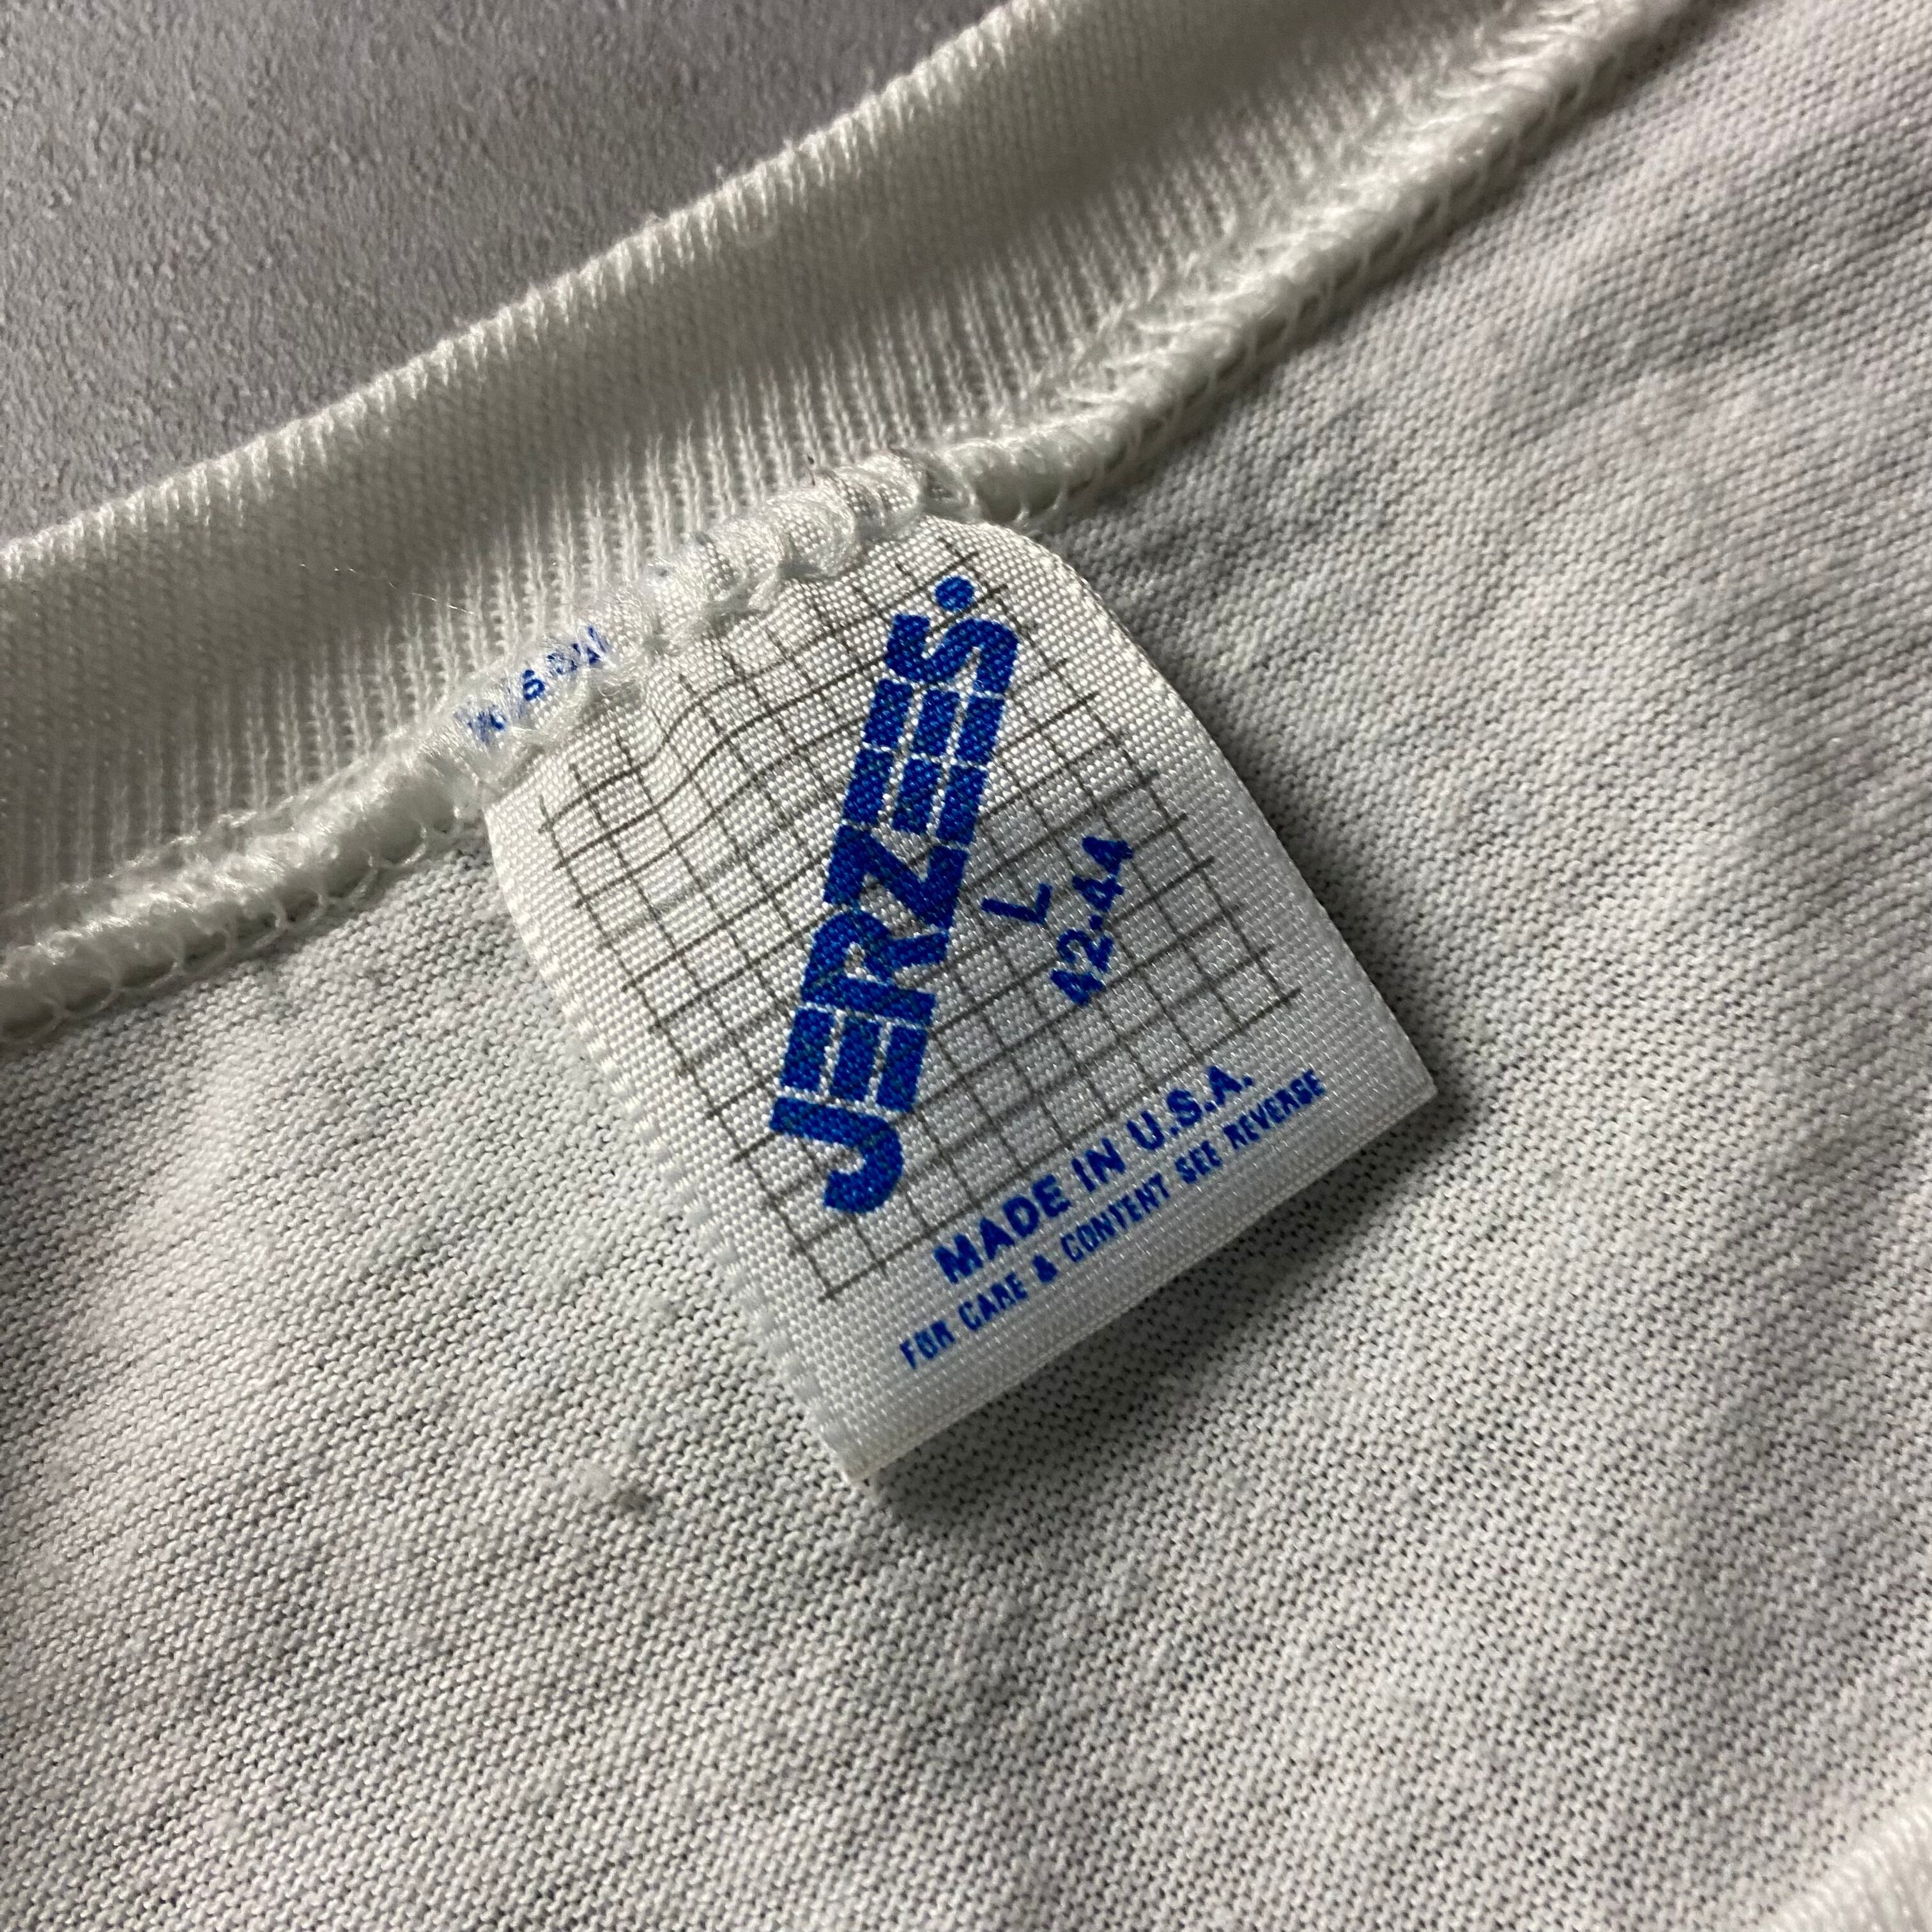 JERZEES.
L
42-44
MADE IN U.S.A.
FOR CARE & CONTENT SEE REVERSE